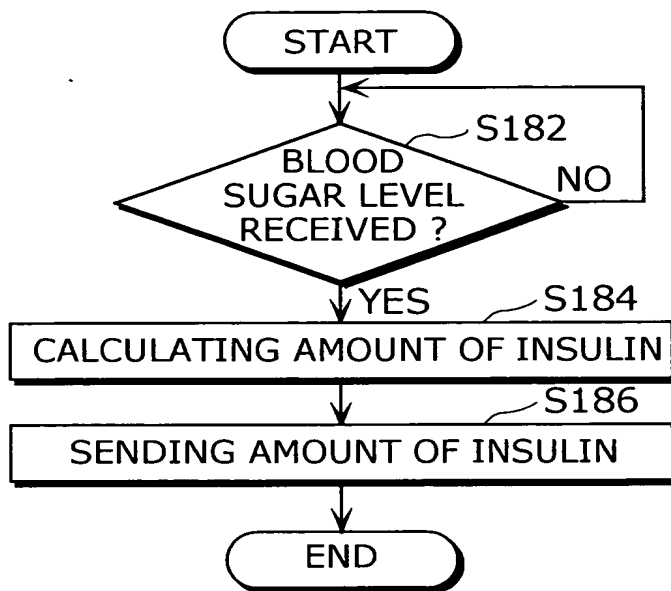 START
S182
BLOOD
SUGAR LEVEL
RECEIVED ?
NO
YES
S184
CALCULATING AMOUNT OF INSULIN
S186
SENDING AMOUNT OF INSULIN
END